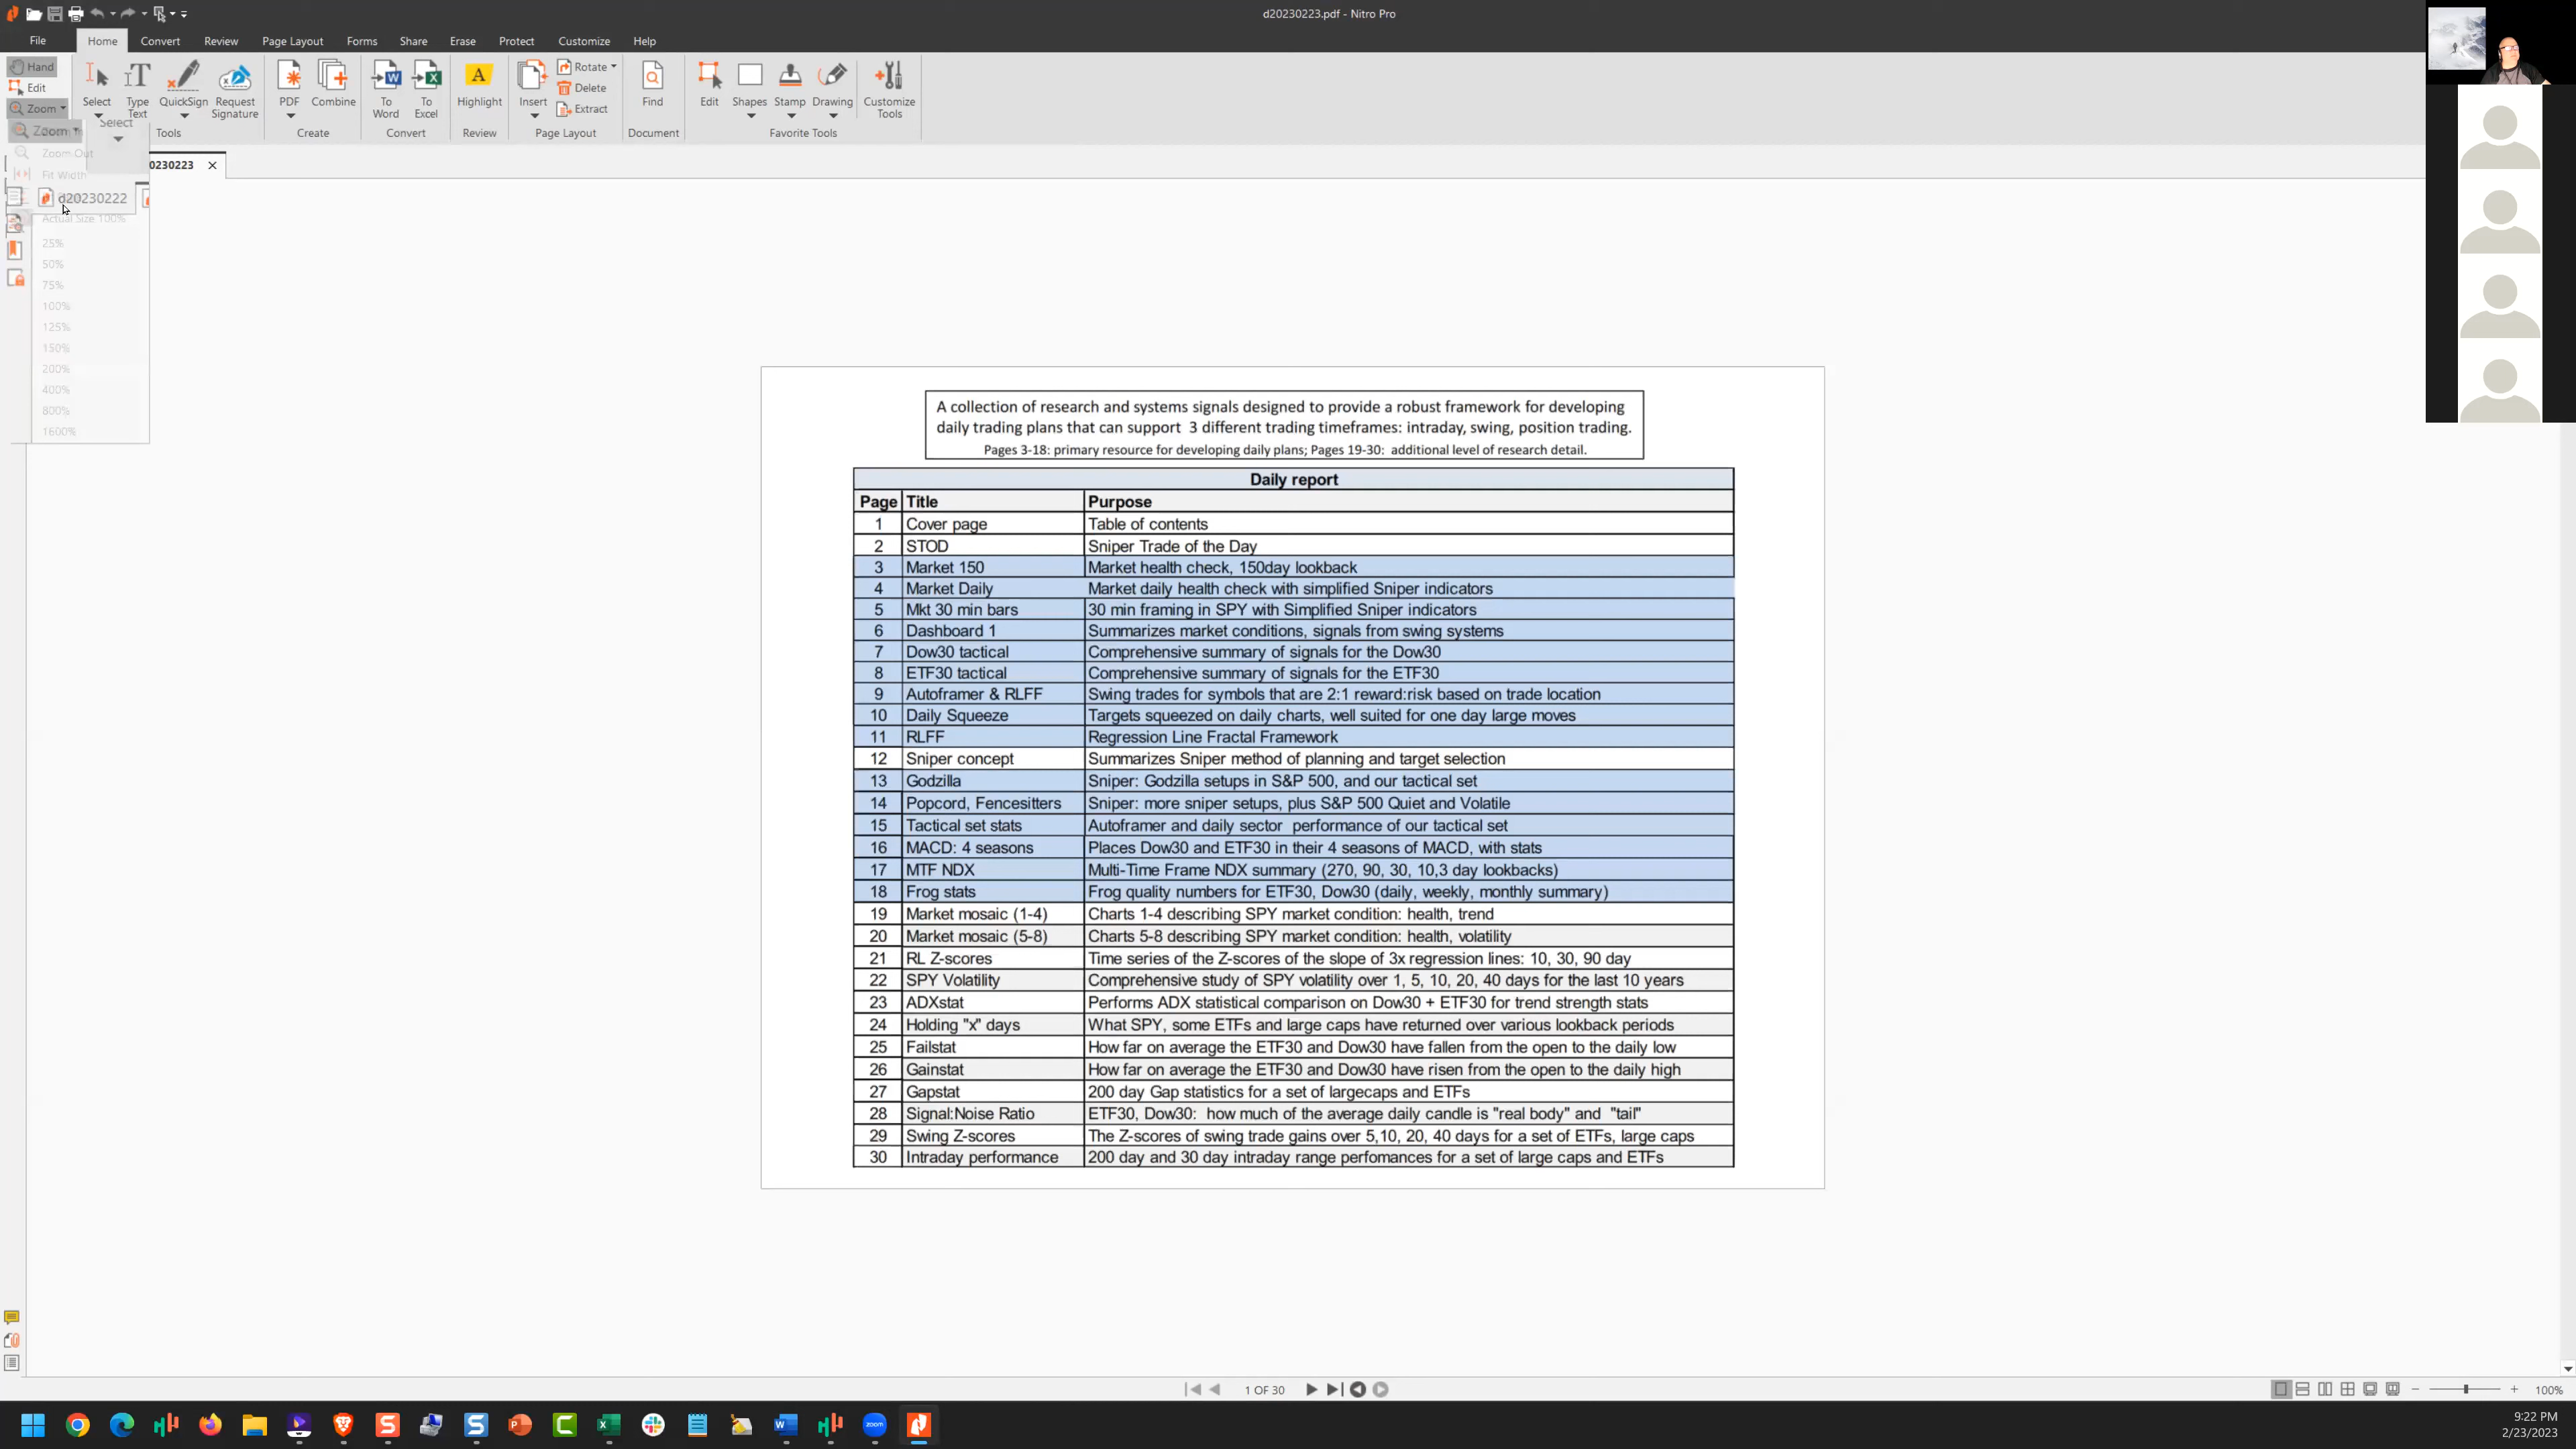 d20230223.pdf - Nitro Pro
File Home Convert Review Page Layout Forms Share Erase Protect Customize Help
Hand
Edit
Zoom
Select
Type Text
QuickSign
Request Signature
Tools
PDF
Combine
Create
To Word
To Excel
Convert
Highlight
Review
Insert
Rotate
Delete
Extract
Page Layout
Find
Document
Edit
Shapes
Stamp
Drawing
Favorite Tools
Customize Tools
Zoom
Select
Zoom Out
Fit Width
d20230222
0230223
Actual Size 100%
25%
50%
75%
100%
125%
150%
200%
400%
800%
1600%
A collection of research and systems signals designed to provide a robust framework for developing
daily trading plans that can support 3 different trading timeframes: intraday, swing, position trading.
Pages 3-18: primary resource for developing daily plans; Pages 19-30: additional level of research detail.
Daily report
Page Title Purpose
1 Cover page Table of contents
2 STOD Sniper Trade of the Day
3 Market 150 Market health check, 150day lookback
4 Market Daily Market daily health check with simplified Sniper indicators
5 Mkt 30 min bars 30 min framing in SPY with Simplified Sniper indicators
6 Dashboard 1 Summarizes market conditions, signals from swing systems
7 Dow30 tactical Comprehensive summary of signals for the Dow30
8 ETF30 tactical Comprehensive summary of signals for the ETF30
9 Autoframer & RLFF Swing trades for symbols that are 2:1 reward:risk based on trade location
10 Daily Squeeze Targets squeezed on daily charts, well suited for one day large moves
11 RLFF Regression Line Fractal Framework
12 Sniper concept Summarizes Sniper method of planning and target selection
13 Godzilla Sniper: Godzilla setups in S&P 500, and our tactical set
14 Popcord, Fencesitters Sniper: more sniper setups, plus S&P 500 Quiet and Volatile
15 Tactical set stats Autoframer and daily sector performance of our tactical set
16 MACD: 4 seasons Places Dow30 and ETF30 in their 4 seasons of MACD, with stats
17 MTF NDX Multi-Time Frame NDX summary (270, 90, 30, 10,3 day lookbacks)
18 Frog stats Frog quality numbers for ETF30, Dow30 (daily, weekly, monthly summary)
19 Market mosaic (1-4) Charts 1-4 describing SPY market condition: health, trend
20 Market mosaic (5-8) Charts 5-8 describing SPY market condition: health, volatility
21 RL Z-scores Time series of the Z-scores of the slope of 3x regression lines: 10, 30, 90 day
22 SPY Volatility Comprehensive study of SPY volatility over 1, 5, 10, 20, 40 days for the last 10 years
23 ADXstat Performs ADX statistical comparison on Dow30 + ETF30 for trend strength stats
24 Holding "x" days What SPY, some ETFs and large caps have returned over various lookback periods
25 Failstat How far on average the ETF30 and Dow30 have fallen from the open to the daily low
26 Gainstat How far on average the ETF30 and Dow30 have risen from the open to the daily high
27 Gapstat 200 day Gap statistics for a set of largecaps and ETFs
28 Signal:Noise Ratio ETF30, Dow30: how much of the average daily candle is "real body" and "tail"
29 Swing Z-scores The Z-scores of swing trade gains over 5,10, 20, 40 days for a set of ETFs, large caps
30 Intraday performance 200 day and 30 day intraday range perfomances for a set of large caps and ETFs
1 OF 30
100%
zoom
9:22 PM
2/23/2023